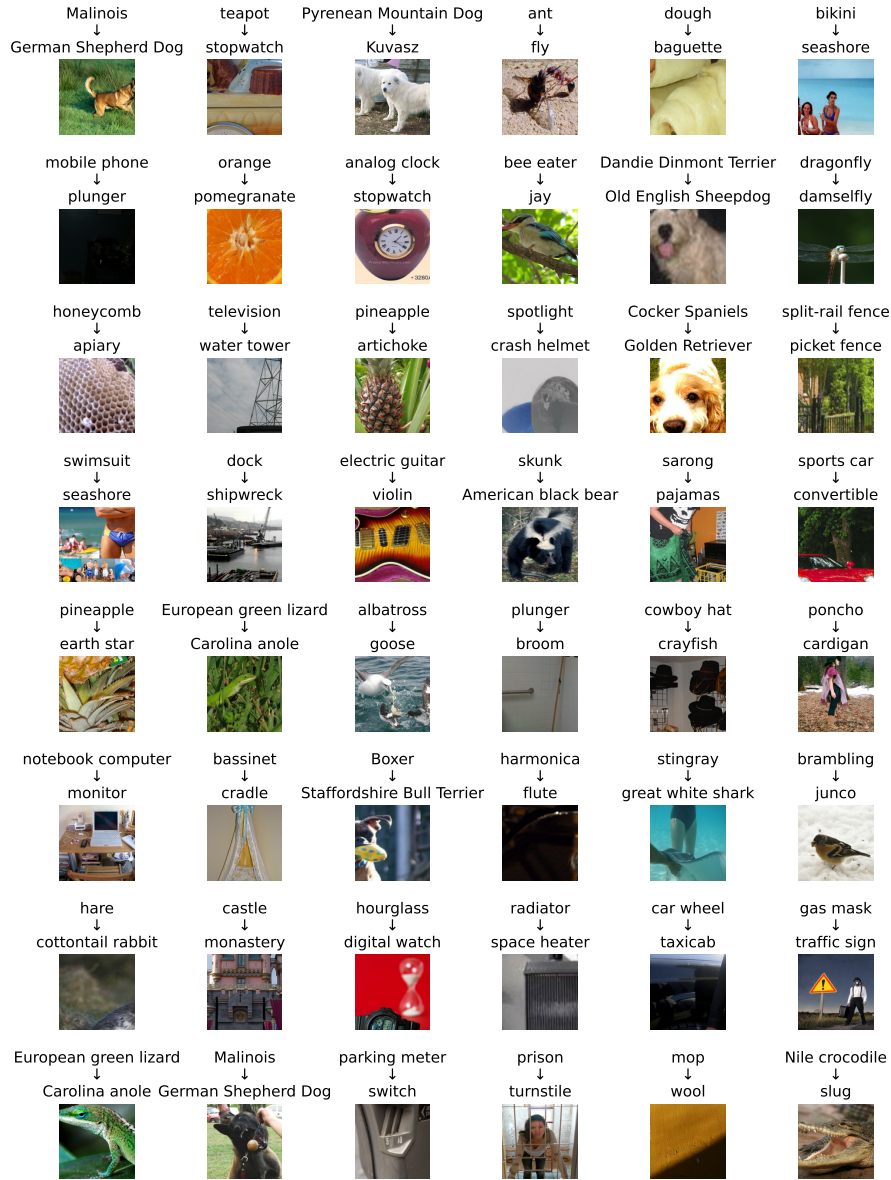 Malinois teapot Pyrenean Mountain Dog ant dough bikini
↓ ↓ ↓ ↓ ↓ ↓
German Shepherd Dog stopwatch Kuvasz fly baguette seashore
mobile phone orange analog clock bee eater Dandie Dinmont Terrier dragonfly
↓ ↓ ↓ ↓ ↓ ↓
plunger pomegranate stopwatch jay Old English Sheepdog damselfly
honeycomb television pineapple spotlight Cocker Spaniels split-rail fence
↓ ↓ ↓ ↓ ↓ ↓
apiary water tower artichoke crash helmet Golden Retriever picket fence
swimsuit dock electric guitar skunk sarong sports car
↓ ↓ ↓ ↓ ↓ ↓
seashore shipwreck violin American black bear pajamas convertible
pineapple European green lizard albatross plunger cowboy hat poncho
↓ ↓ ↓ ↓ ↓ ↓
earth star Carolina anole goose broom crayfish cardigan
notebook computer bassinet Boxer harmonica stingray brambling
↓ ↓ ↓ ↓ ↓ ↓
monitor cradle Staffordshire Bull Terrier flute great white shark junco
hare castle hourglass radiator car wheel gas mask
↓ ↓ ↓ ↓ ↓ ↓
cottontail rabbit monastery digital watch space heater taxicab traffic sign
European green lizard Malinois parking meter prison mop Nile crocodile
↓ ↓ ↓ ↓ ↓ ↓
Carolina anole German Shepherd Dog switch turnstile wool slug